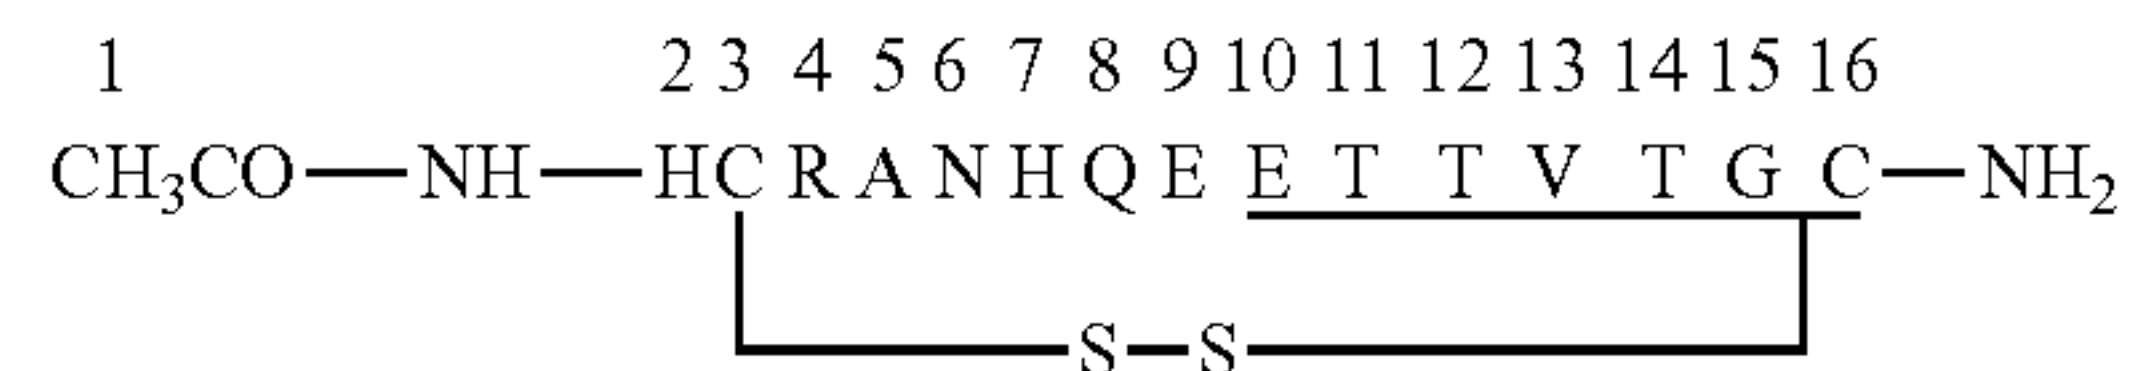 1 2 3 4 5 6 7 8 9 10 11 12 13 14 15 16
CH₃CO—NH—HC R A N H Q E E T T V T G C—NH₂
S—S